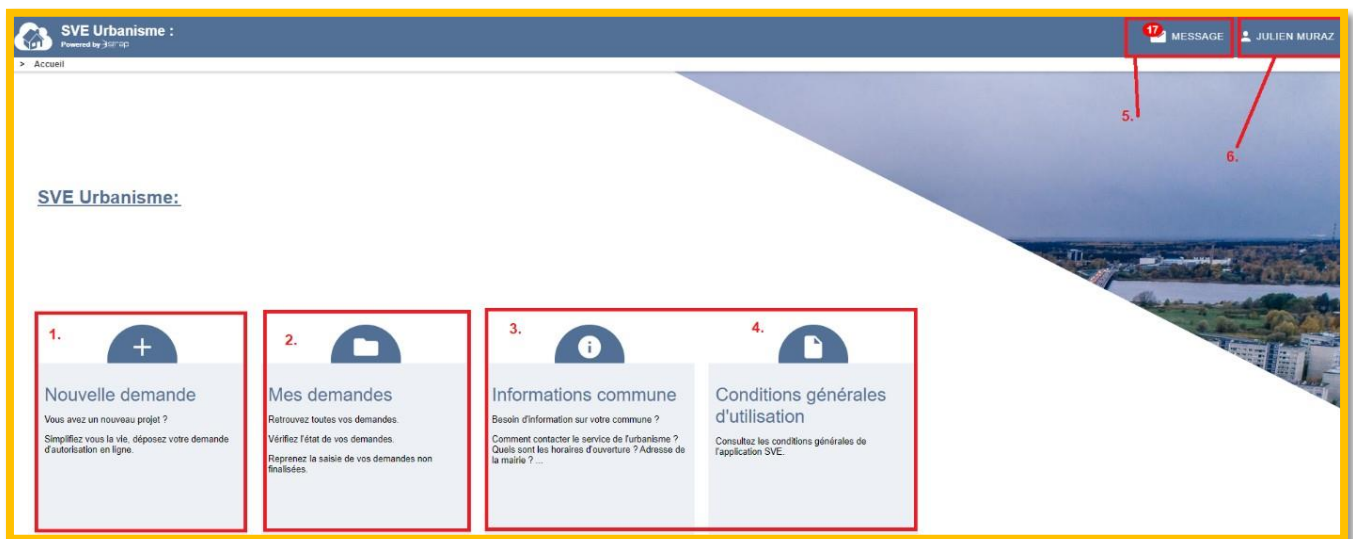 SVE Urbanisme :
Powered by 3SERAP
17 MESSAGE
JULIEN MURAZ
> Accueil
5.
6.
SVE Urbanisme:
1.
Nouvelle demande
Vous avez un nouveau projet ?
Simplifiez vous la vie, déposez votre demande
d'autorisation en ligne.
2.
Mes demandes
Retrouvez toutes vos demandes.
Vérifiez l'état de vos demandes.
Reprenez la saisie de vos demandes non
finalisées.
3.
Informations commune
Besoin d'information sur votre commune ?
Comment contacter le service de l'urbanisme ?
Quels sont les horaires d'ouverture ? Adresse de
la mairie ? ...
4.
Conditions générales
d'utilisation
Consultez les conditions générales de
l'application SVE.